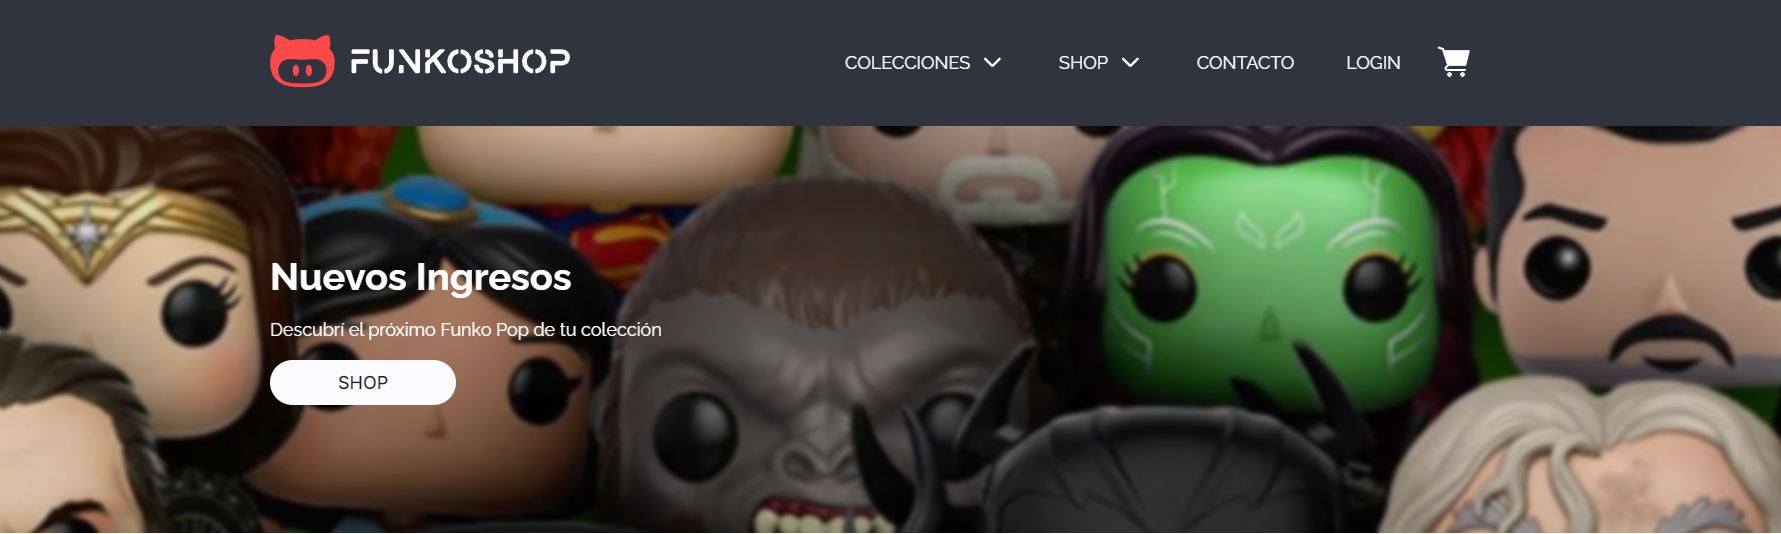 FUNKOSHOP
COLECCIONES
SHOP
CONTACTO
LOGIN
Nuevos Ingresos
Descubrí el próximo Funko Pop de tu colección
SHOP